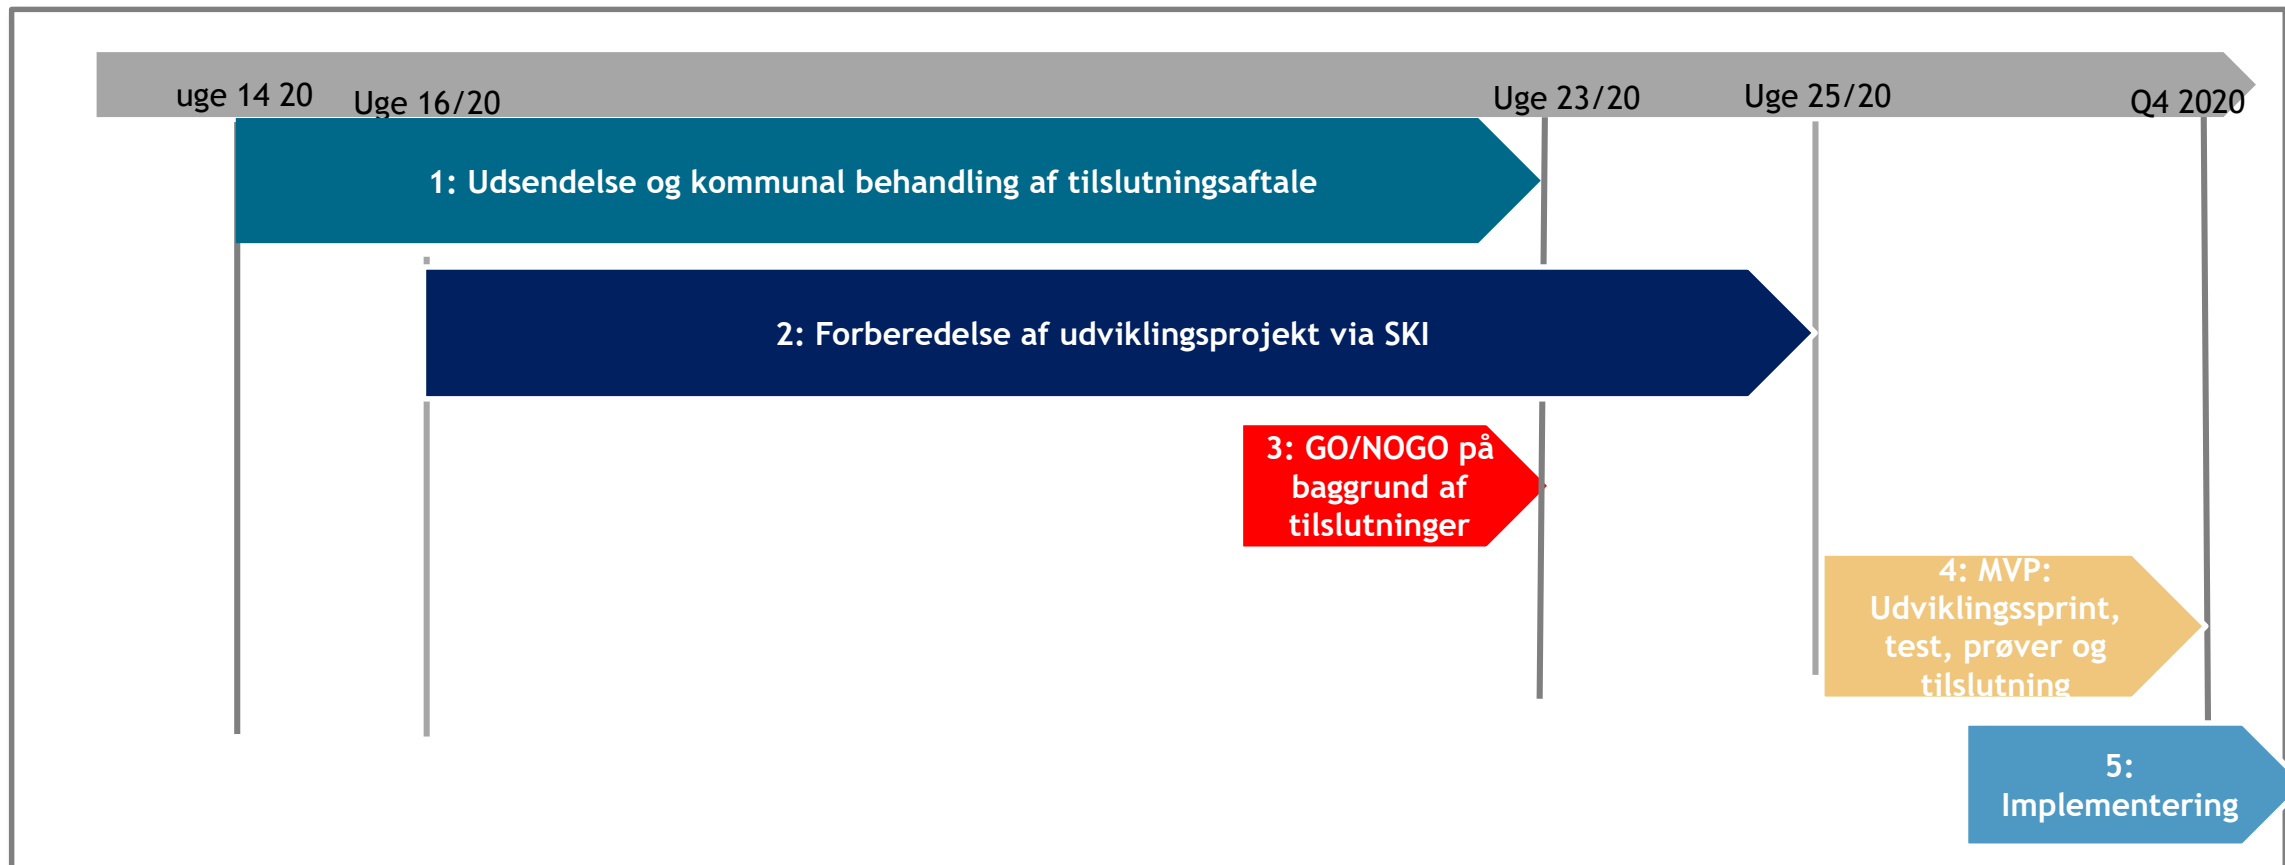 uge 14 20
Uge 16/20
Uge 23/20
Uge 25/20
Q4 2020
1: Udsendelse og kommunal behandling af tilslutningsaftale
2: Forberedelse af udviklingsprojekt via SKI
3: GO/NOGO på
baggrund af
tilslutninger
4: MVP:
Udviklingssprint,
test, prøver og
tilslutning
5:
Implementering